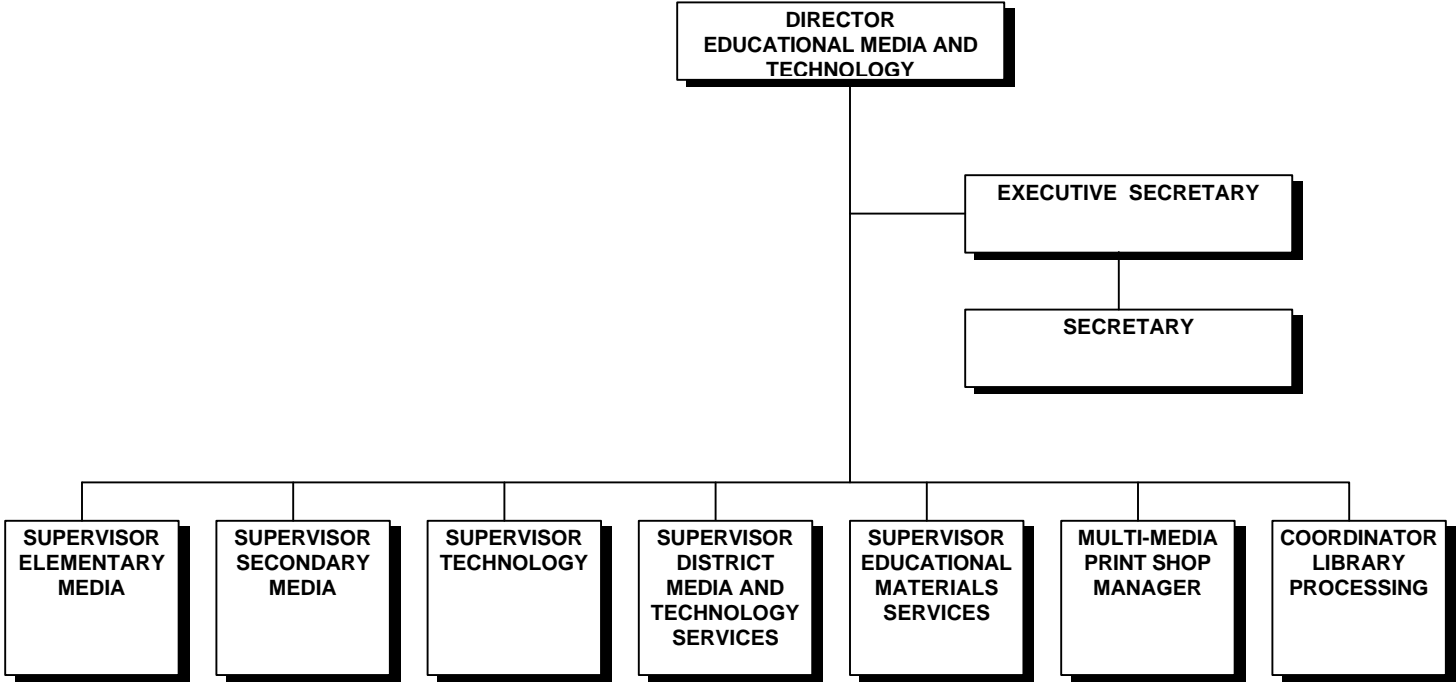 DIRECTOR
EDUCATIONAL MEDIA AND
TECHNOLOGY
EXECUTIVE SECRETARY
SECRETARY
SUPERVISOR
ELEMENTARY
MEDIA
SUPERVISOR
SECONDARY
MEDIA
SUPERVISOR
TECHNOLOGY
SUPERVISOR
DISTRICT
MEDIA AND
TECHNOLOGY
SERVICES
SUPERVISOR
EDUCATIONAL
MATERIALS
SERVICES
MULTI-MEDIA
PRINT SHOP
MANAGER
COORDINATOR
LIBRARY
PROCESSING